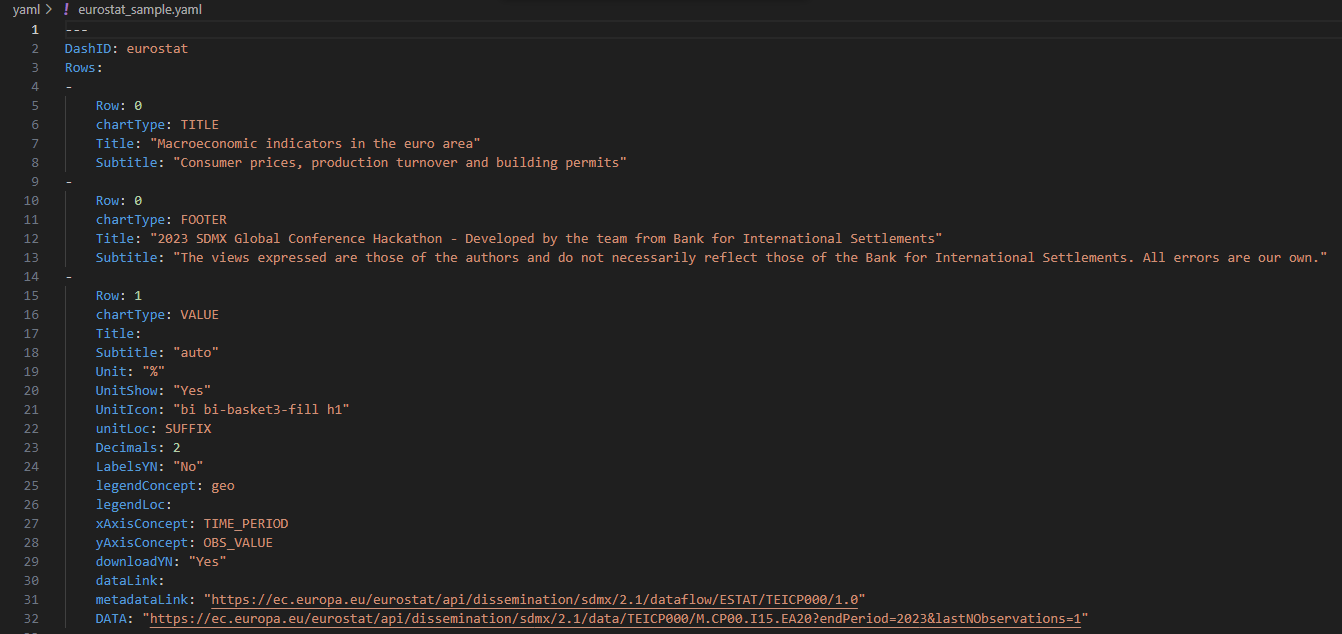 yaml > ! eurostat_sample.yaml
1 ---
2 DashID: eurostat
3 Rows:
4 -
5 Row: 0
6 chartType: TITLE
7 Title: "Macroeconomic indicators in the euro area"
8 Subtitle: "Consumer prices, production turnover and building permits"
9 -
10 Row: 0
11 chartType: FOOTER
12 Title: "2023 SDMX Global Conference Hackathon - Developed by the team from Bank for International Settlements"
13 Subtitle: "The views expressed are those of the authors and do not necessarily reflect those of the Bank for International Settlements. All errors are our own."
14 -
15 Row: 1
16 chartType: VALUE
17 Title:
18 Subtitle: "auto"
19 Unit: "%"
20 UnitShow: "Yes"
21 UnitIcon: "bi bi-basket3-fill h1"
22 unitLoc: SUFFIX
23 Decimals: 2
24 LabelsYN: "No"
25 legendConcept: geo
26 legendLoc:
27 xAxisConcept: TIME_PERIOD
28 yAxisConcept: OBS_VALUE
29 downloadYN: "Yes"
30 dataLink:
31 metadataLink: "https://ec.europa.eu/eurostat/api/dissemination/sdmx/2.1/dataflow/ESTAT/TEICP000/1.0"
32 DATA: "https://ec.europa.eu/eurostat/api/dissemination/sdmx/2.1/data/TEICP000/M.CP00.I15.EA20?endPeriod=2023&lastNObservations=1"